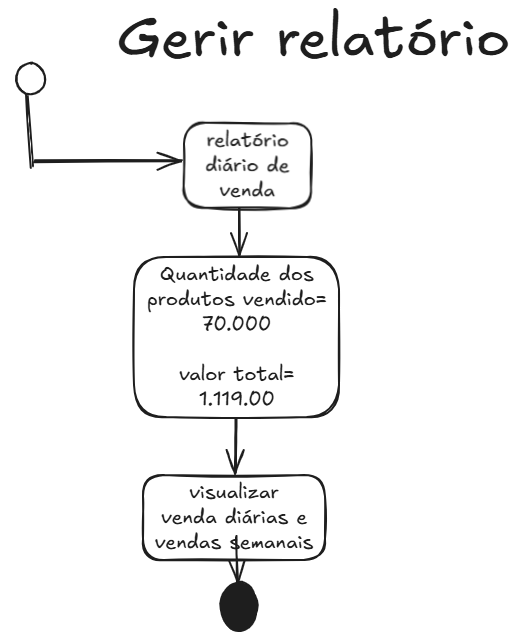 Gerir relatório
relatório
diário de
venda
Quantidade dos
produtos vendido=
70.000
valor total=
1.119.00
visualizar
venda diárias e
vendas semanais